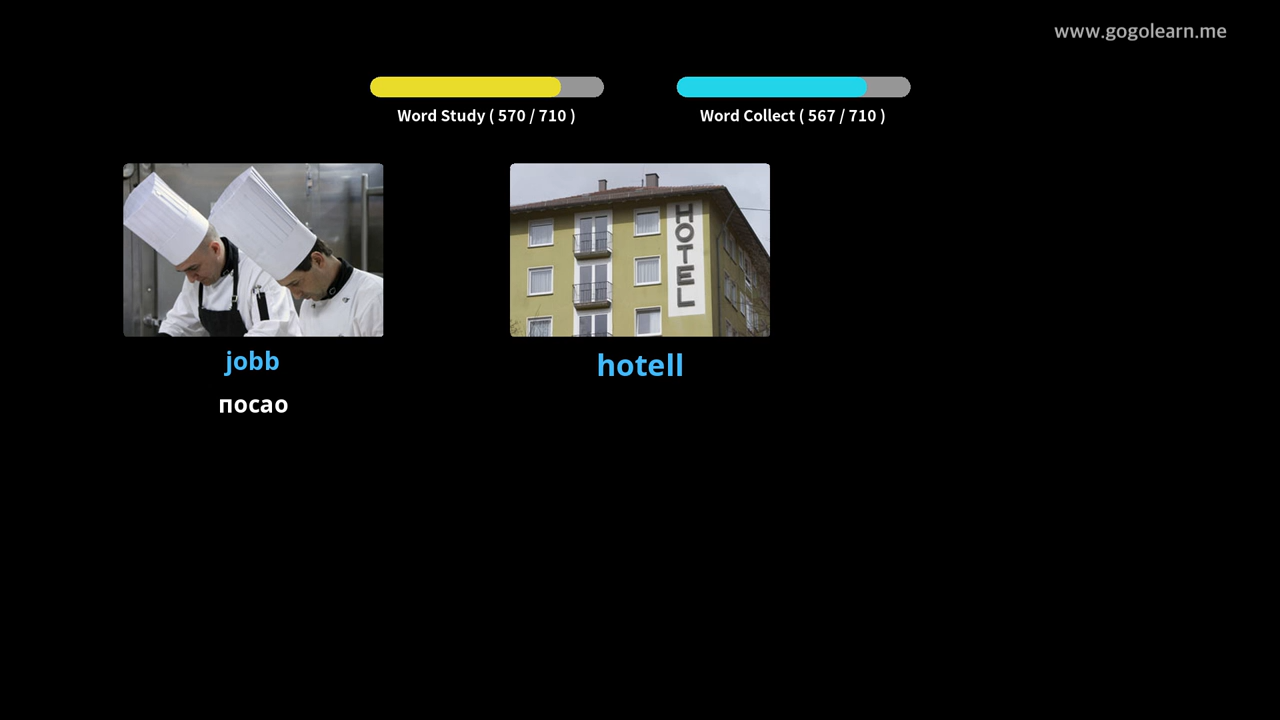 www.gogolearn.me
Word Study ( 570 / 710 )
Word Collect ( 567 / 710 )
HOTEL
jobb
hotell
посао